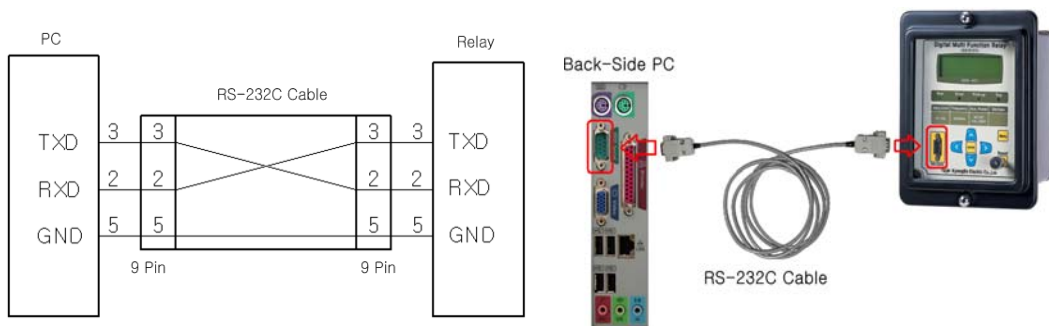 PC
Relay
RS-232C Cable
TXD 3 3 3 3 TXD
RXD 2 2 2 2 RXD
GND 5 5 5 5 GND
9 Pin 9 Pin
Back-Side PC
RS-232C Cable
Digital Multi Function Relay